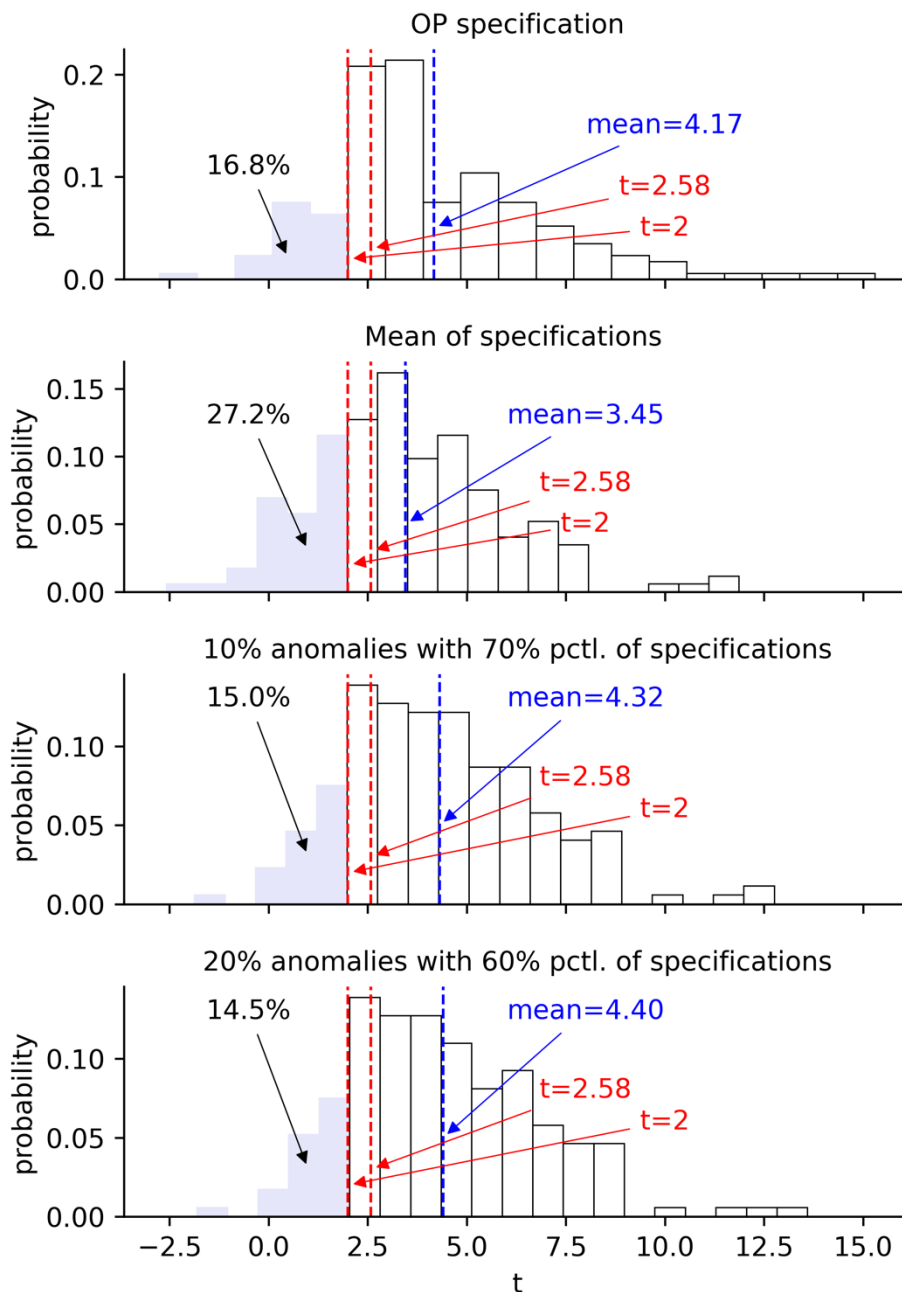 OP specification
0.2
mean=4.17
16.8%
t=2.58
0.1
t=2
0.0
probability
Mean of specifications
0.15
27.2%
mean=3.45
0.10
t=2.58
t=2
0.05
0.00
probability
10% anomalies with 70% pctl. of specifications
15.0%
mean=4.32
0.10
t=2.58
t=2
0.05
0.00
probability
20% anomalies with 60% pctl. of specifications
14.5%
mean=4.40
0.10
t=2.58
t=2
0.05
0.00
probability
−2.5 0.0 2.5 5.0 7.5 10.0 12.5 15.0
t